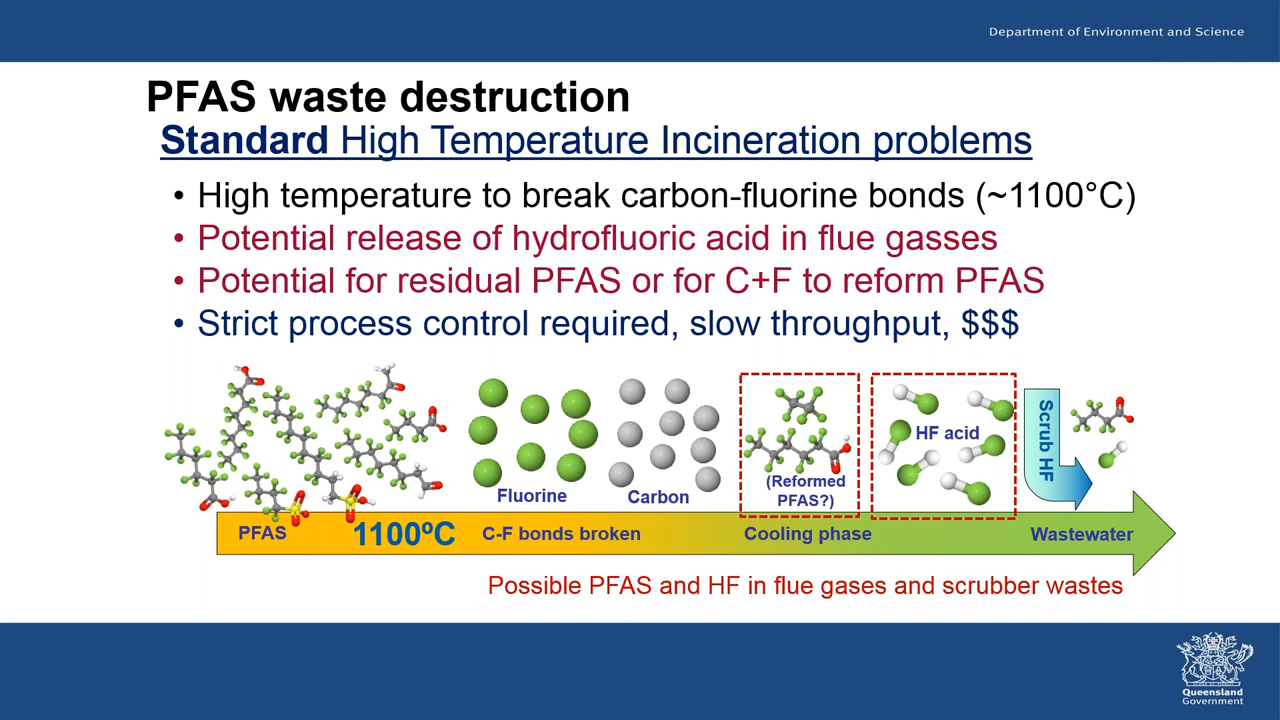 Department of Environment and Science
PFAS waste destruction
Standard High Temperature Incineration problems
• High temperature to break carbon-fluorine bonds (~1100°C)
• Potential release of hydrofluoric acid in flue gasses
• Potential for residual PFAS or for C+F to reform PFAS
• Strict process control required, slow throughput, $$$
Fluorine
Carbon
(Reformed
PFAS?)
HF acid
Scrub HF
PFAS
1100ºC
C-F bonds broken
Cooling phase
Wastewater
Possible PFAS and HF in flue gases and scrubber wastes
Queensland
Government